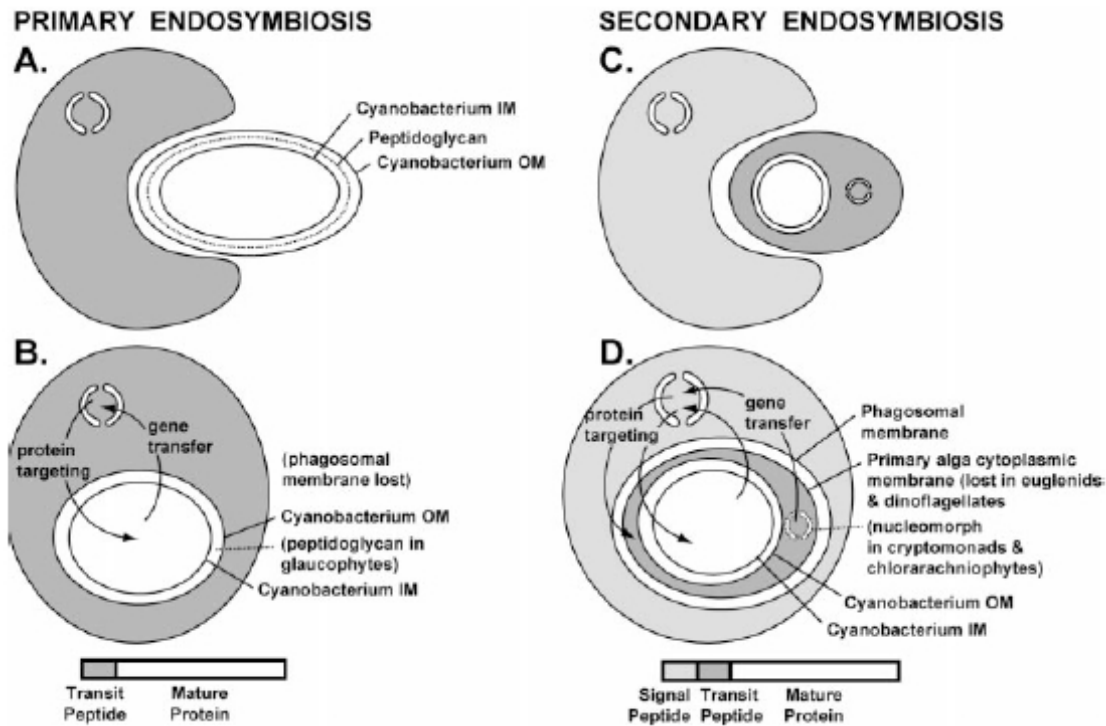 PRIMARY ENDOSYMBIOSIS
A.
Cyanobacterium IM
Peptidoglycan
Cyanobacterium OM
B.
protein
targeting
gene
transfer
(phagosomal
membrane lost)
Cyanobacterium OM
(peptidoglycan in
glaucophytes)
Cyanobacterium IM
Transit
Peptide
Mature
Protein
SECONDARY ENDOSYMBIOSIS
C.
D.
protein
targeting
gene
transfer
Phagosomal
membrane
Primary alga cytoplasmic
membrane (lost in euglenids
& dinoflagellates
(nucleomorph
in cryptomonads &
chlorarachniophytes)
Cyanobacterium OM
Cyanobacterium IM
Signal
Peptide
Transit
Peptide
Mature
Protein